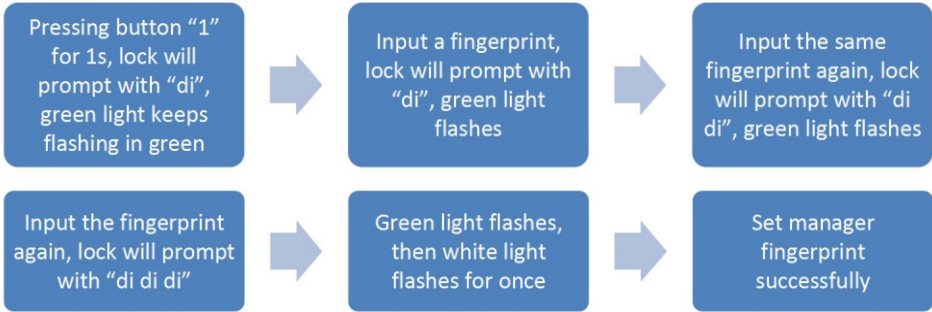 Pressing button “1”
for 1s, lock will
prompt with “di”,
green light keeps
flashing in green
Input a fingerprint,
lock will prompt with
“di”, green light
flashes
Input the same
fingerprint again, lock
will prompt with “di
di”, green light flashes
Input the fingerprint
again, lock will prompt
with “di di di”
Green light flashes,
then white light
flashes for once
Set manager
fingerprint
successfully